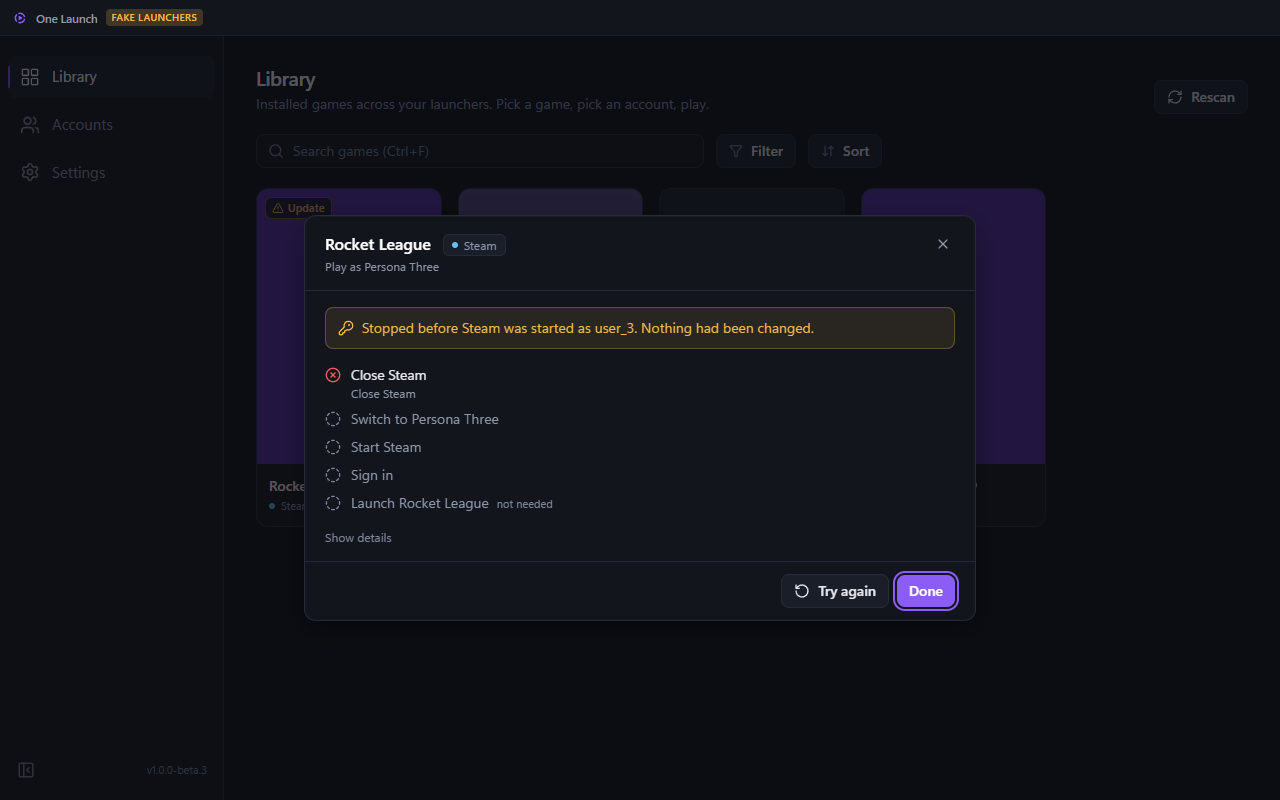 One Launch FAKE LAUNCHERS
Library
Accounts
Settings
v1.0.0-beta.3
Library
Installed games across your launchers. Pick a game, pick an account, play.
Rescan
Search games (Ctrl+F)
Filter
Sort
Update
Rocket League Steam
Play as Persona Three
Stopped before Steam was started as user_3. Nothing had been changed.
Close Steam
Close Steam
Switch to Persona Three
Start Steam
Sign in
Launch Rocket League not needed
Show details
Try again
Done